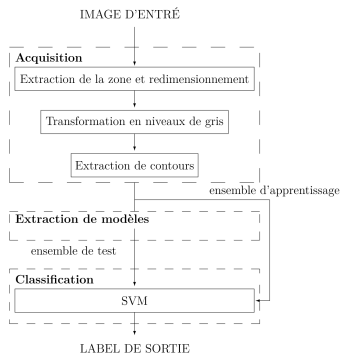 IMAGE D'ENTRÉ
Acquisition
Extraction de la zone et redimensionnement
Transformation en niveaux de gris
Extraction de contours
ensemble d'apprentissage
Extraction de modèles
ensemble de test
Classification
SVM
LABEL DE SORTIE